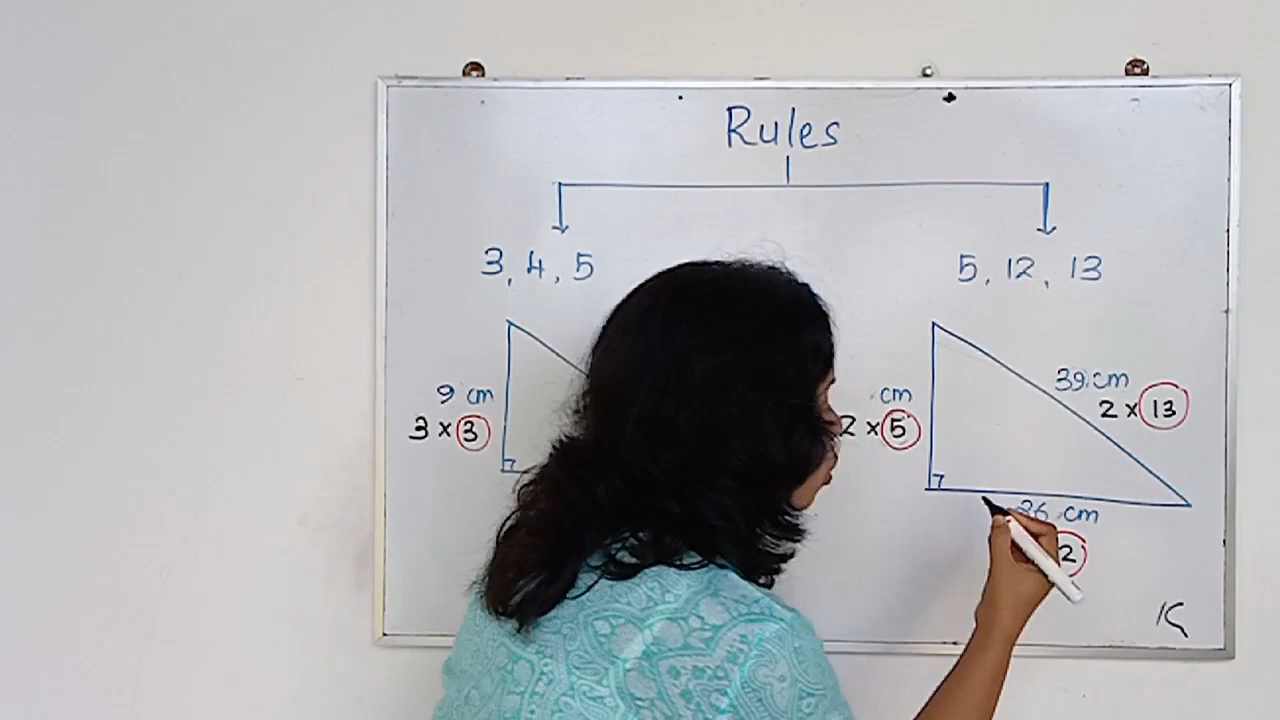 Rules
3, 4, 5
5, 12, 13
9 cm
3 × 3
cm
2 × 5
39 cm
2 × 13
36 cm
2